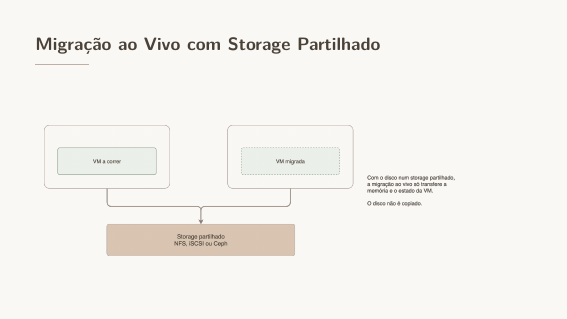 Migração ao Vivo com Storage Partilhado
VM a correr
VM migrada
Com o disco num storage partilhado,
a migração ao vivo só transfere a
memória e o estado da VM.
O disco não é copiado.
Storage partilhado
NFS, iSCSI ou Ceph